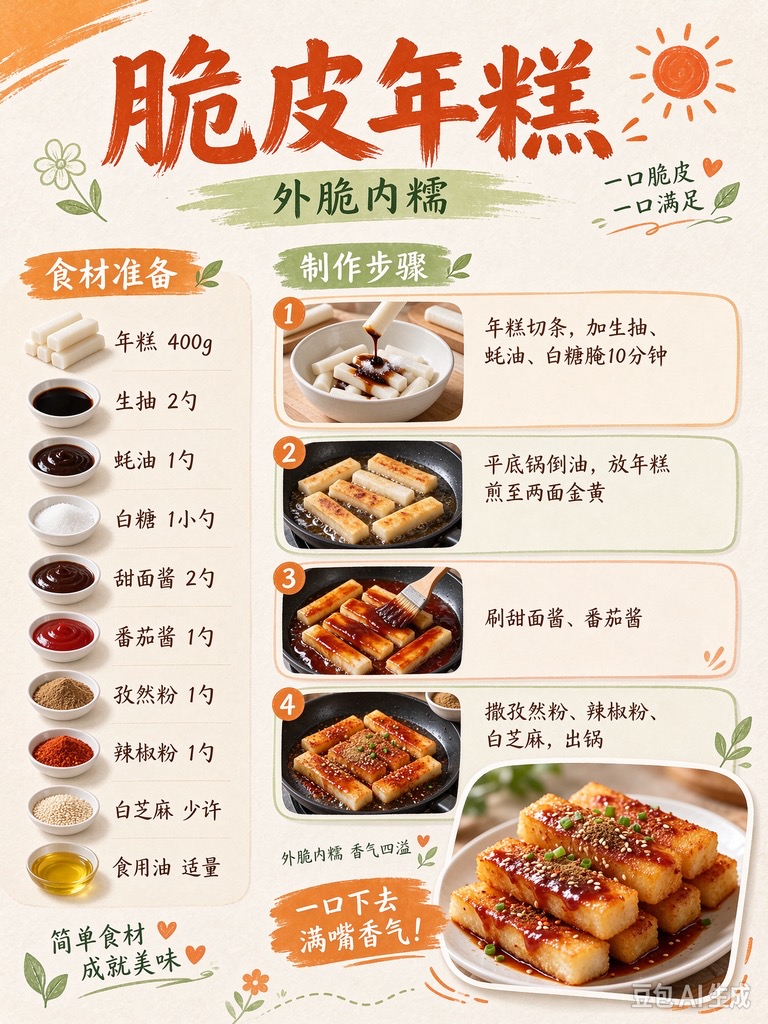 脆皮年糕
外脆内糯
一口脆皮
一口满足
食材准备
年糕 400g
生抽 2勺
蚝油 1勺
白糖 1小勺
甜面酱 2勺
番茄酱 1勺
孜然粉 1勺
辣椒粉 1勺
白芝麻 少许
食用油 适量
简单食材
成就美味
制作步骤
1
年糕切条，加生抽、
蚝油、白糖腌10分钟
2
平底锅倒油，放年糕
煎至两面金黄
3
刷甜面酱、番茄酱
4
撒孜然粉、辣椒粉、
白芝麻，出锅
外脆内糯 香气四溢
一口下去
满嘴香气！
豆包AI生成